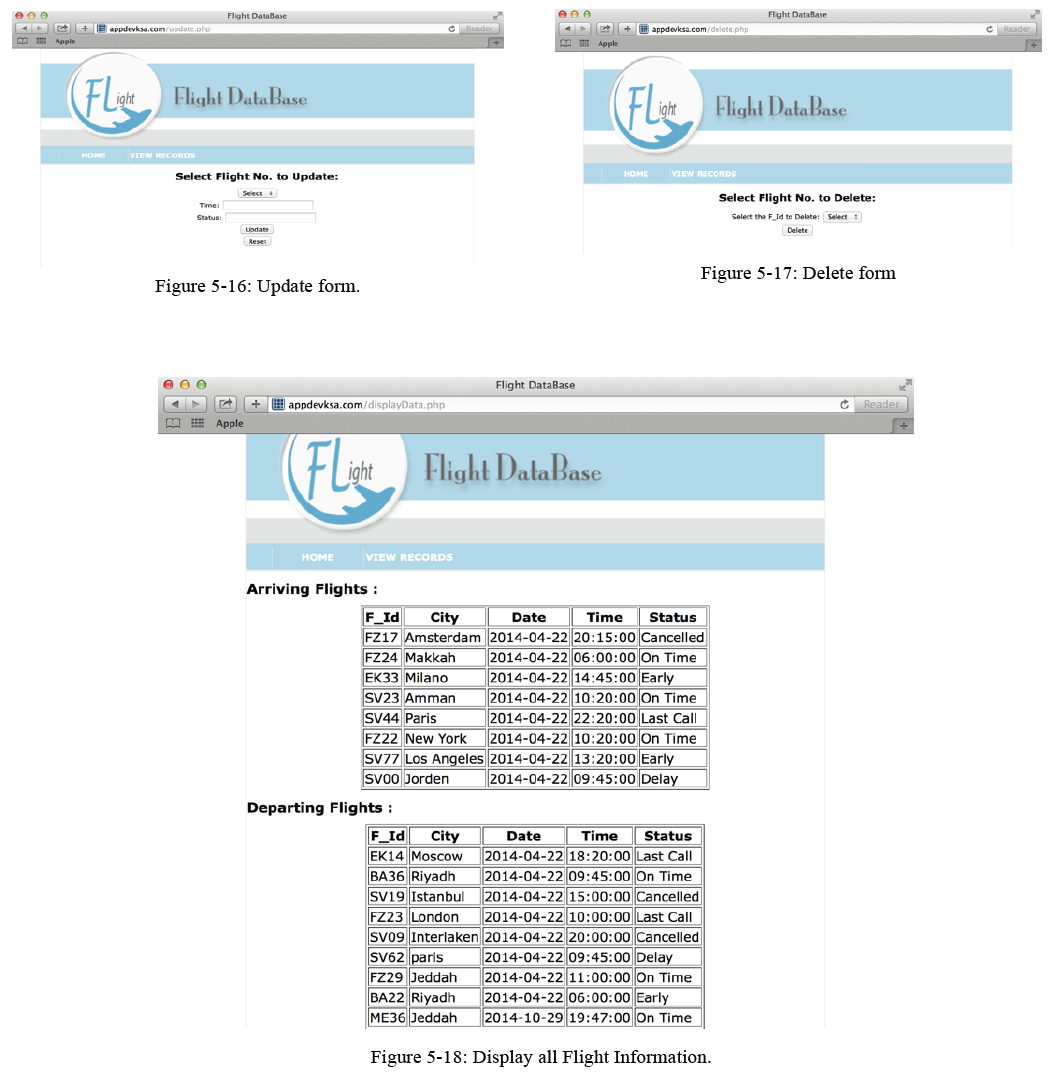 Flight DataBase
appdevksa.com/update.php
Reader
Apple
FLight
Flight DataBase
HOME VIEW RECORDS
Select Flight No. to Update:
Select
Time:
Status:
Update
Reset
Figure 5-16: Update form.
Flight DataBase
appdevksa.com/delete.php
Reader
Apple
FLight
Flight DataBase
HOME VIEW RECORDS
Select Flight No. to Delete:
Select the F_Id to Delete: Select
Delete
Figure 5-17: Delete form
Flight DataBase
appdevksa.com/displayData.php
Reader
Apple
FLight
Flight DataBase
HOME VIEW RECORDS
Arriving Flights :
F_Id City Date Time Status
FZ17 Amsterdam 2014-04-22 20:15:00 Cancelled
FZ24 Makkah 2014-04-22 06:00:00 On Time
EK33 Milano 2014-04-22 14:45:00 Early
SV23 Amman 2014-04-22 10:20:00 On Time
SV44 Paris 2014-04-22 22:20:00 Last Call
FZ22 New York 2014-04-22 10:20:00 On Time
SV77 Los Angeles 2014-04-22 13:20:00 Early
SV00 Jorden 2014-04-22 09:45:00 Delay
Departing Flights :
F_Id City Date Time Status
EK14 Moscow 2014-04-22 18:20:00 Last Call
BA36 Riyadh 2014-04-22 09:45:00 On Time
SV19 Istanbul 2014-04-22 15:00:00 Cancelled
FZ23 London 2014-04-22 10:00:00 Last Call
SV09 Interlaken 2014-04-22 20:00:00 Cancelled
SV62 paris 2014-04-22 09:45:00 Delay
FZ29 Jeddah 2014-04-22 11:00:00 On Time
BA22 Riyadh 2014-04-22 06:00:00 Early
ME36 Jeddah 2014-10-29 19:47:00 On Time
Figure 5-18: Display all Flight Information.